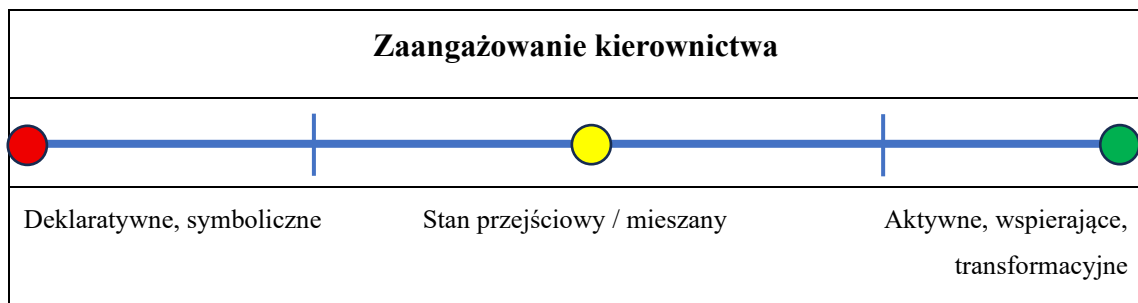 Zaangażowanie kierownictwa
Deklaratywne, symboliczne
Stan przejściowy / mieszany
Aktywne, wspierające,
transformacyjne